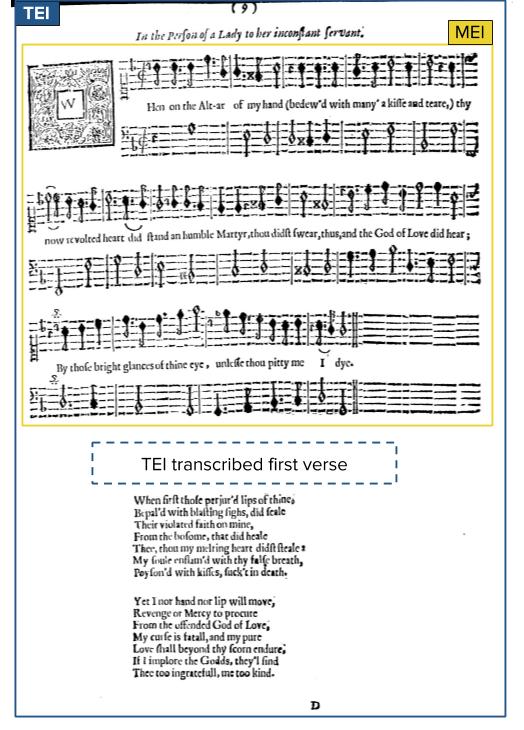 TEI
( 9 )
In the Perſon of a Lady to her inconſtant ſervant.
MEI
W
Hen on the Alt-ar of my hand (bedew'd with many' a kiſſe and teare,) thy
now revolted heart did ſtand an humble Martyr, thou didſt ſwear, thus, and the God of Love did hear ;
By thoſe bright glances of thine eye , unleſſe thou pitty me I dye.
TEI transcribed first verse
When firſt thoſe perjur'd lips of thine,
Bepal'd with blaſting ſighs, did ſeale
Their violated faith on mine,
From the boſome, that did heale
Thee, thou my melting heart didſt ſteale:
My ſoule enflam'd with thy falſe breath,
Poyſon'd with kiſſes, ſuck't in death.
Yet I nor hand nor lip will move,
Revenge or Mercy to procure
From the offended God of Love,
My curſe is fatall, and my pure
Love ſhall beyond thy ſcorn endure,
If I implore the Godds, they'l find
Thee too ingratefull, me too kind.
D